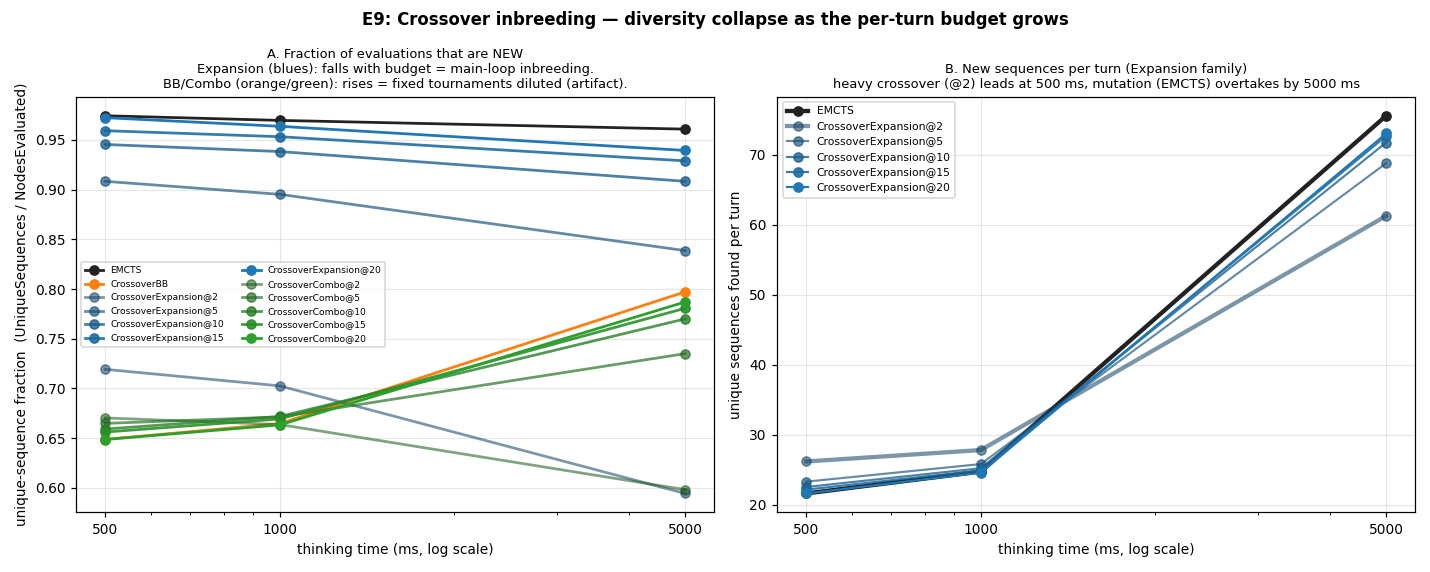 E9: Crossover inbreeding — diversity collapse as the per-turn budget grows
A. Fraction of evaluations that are NEW
Expansion (blues): falls with budget = main-loop inbreeding.
BB/Combo (orange/green): rises = fixed tournaments diluted (artifact).
unique-sequence fraction (UniqueSequences / NodesEvaluated)
0.95
0.90
0.85
0.80
0.75
0.70
0.65
0.60
EMCTS
CrossoverBB
CrossoverExpansion@2
CrossoverExpansion@5
CrossoverExpansion@10
CrossoverExpansion@15
CrossoverExpansion@20
CrossoverCombo@2
CrossoverCombo@5
CrossoverCombo@10
CrossoverCombo@15
CrossoverCombo@20
500
1000
5000
thinking time (ms, log scale)
B. New sequences per turn (Expansion family)
heavy crossover (@2) leads at 500 ms, mutation (EMCTS) overtakes by 5000 ms
unique sequences found per turn
70
60
50
40
30
20
EMCTS
CrossoverExpansion@2
CrossoverExpansion@5
CrossoverExpansion@10
CrossoverExpansion@15
CrossoverExpansion@20
500
1000
5000
thinking time (ms, log scale)